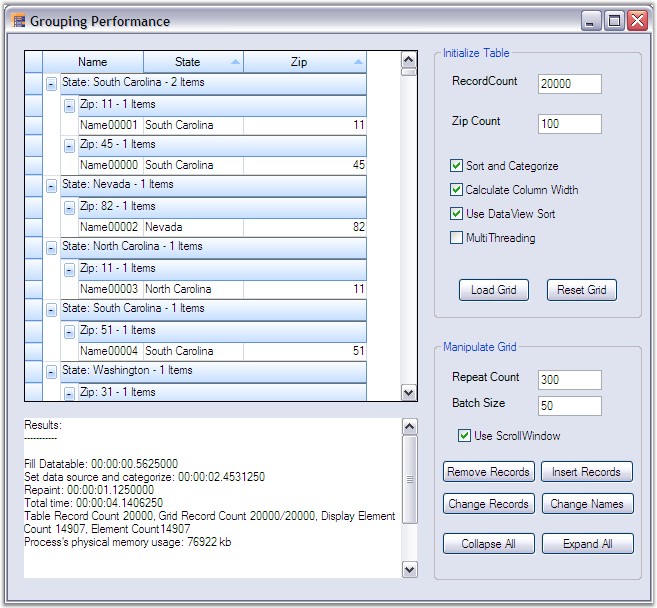 Grouping Performance
Name State Zip
State: South Carolina - 2 Items
Zip: 11 - 1 Items
Name00001 South Carolina 11
Zip: 45 - 1 Items
Name00000 South Carolina 45
State: Nevada - 1 Items
Zip: 82 - 1 Items
Name00002 Nevada 82
State: North Carolina - 1 Items
Zip: 11 - 1 Items
Name00003 North Carolina 11
State: South Carolina - 1 Items
Zip: 51 - 1 Items
Name00004 South Carolina 51
State: Washington - 1 Items
Zip: 31 - 1 Items
Results:
-----------
Fill Datatable: 00:00:00.5625000
Set data source and categorize: 00:00:02.4531250
Repaint: 00:00:01.1250000
Total time: 00:00:04.1406250
Table Record Count 20000, Grid Record Count 20000/20000, Display Element
Count 14907, Element Count14907
Process's physical memory usage: 76922 kb
Initialize Table
RecordCount 20000
Zip Count 100
Sort and Categorize
Calculate Column Width
Use DataView Sort
MultiThreading
Load Grid Reset Grid
Manipulate Grid
Repeat Count 300
Batch Size 50
Use ScrollWindow
Remove Records Insert Records
Change Records Change Names
Collapse All Expand All